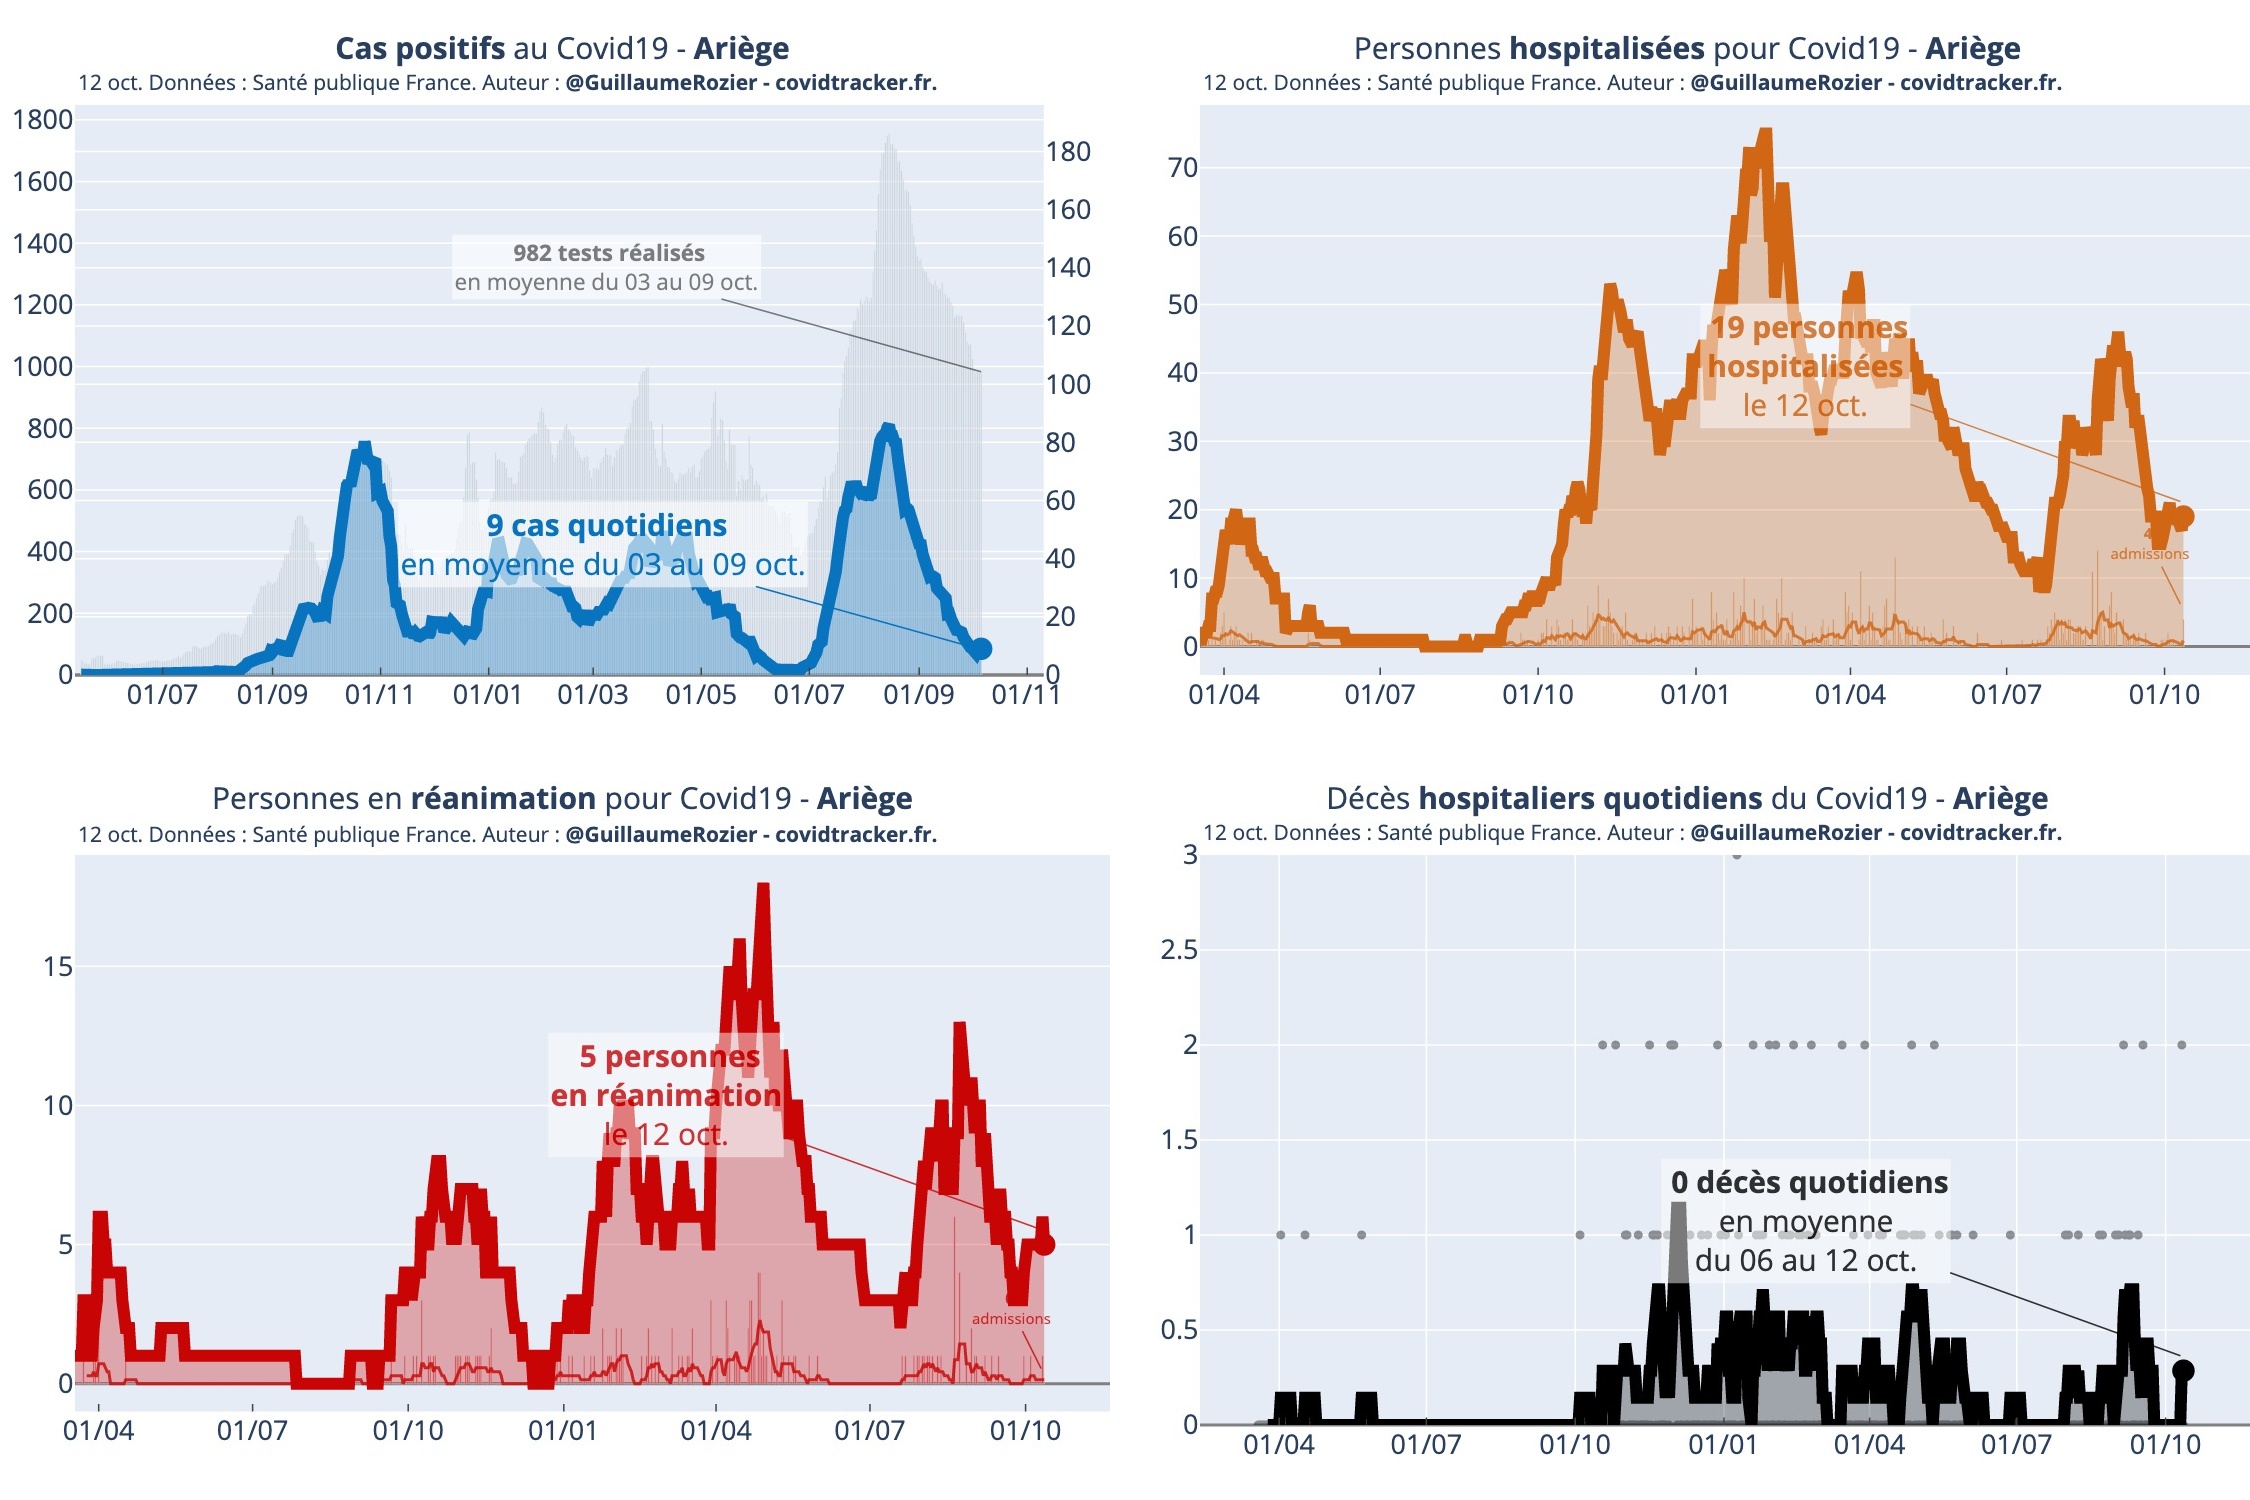 Cas positifs au Covid19 - Ariège
12 oct. Données : Santé publique France. Auteur : @GuillaumeRozier - covidtracker.fr.
1800
1600
1400
1200
1000
800
600
400
200
0
180
160
140
120
100
80
60
40
20
0
982 tests réalisés
en moyenne du 03 au 09 oct.
9 cas quotidiens
en moyenne du 03 au 09 oct.
01/07 01/09 01/11 01/01 01/03 01/05 01/07 01/09 01/11
Personnes hospitalisées pour Covid19 - Ariège
12 oct. Données : Santé publique France. Auteur : @GuillaumeRozier - covidtracker.fr.
70
60
50
40
30
20
10
0
19 personnes
hospitalisées
le 12 oct.
4
admissions
01/04 01/07 01/10 01/01 01/04 01/07 01/10
Personnes en réanimation pour Covid19 - Ariège
12 oct. Données : Santé publique France. Auteur : @GuillaumeRozier - covidtracker.fr.
15
10
5
0
5 personnes
en réanimation
le 12 oct.
admissions
01/04 01/07 01/10 01/01 01/04 01/07 01/10
Décès hospitaliers quotidiens du Covid19 - Ariège
12 oct. Données : Santé publique France. Auteur : @GuillaumeRozier - covidtracker.fr.
3
2.5
2
1.5
1
0.5
0
0 décès quotidiens
en moyenne
du 06 au 12 oct.
01/04 01/07 01/10 01/01 01/04 01/07 01/10